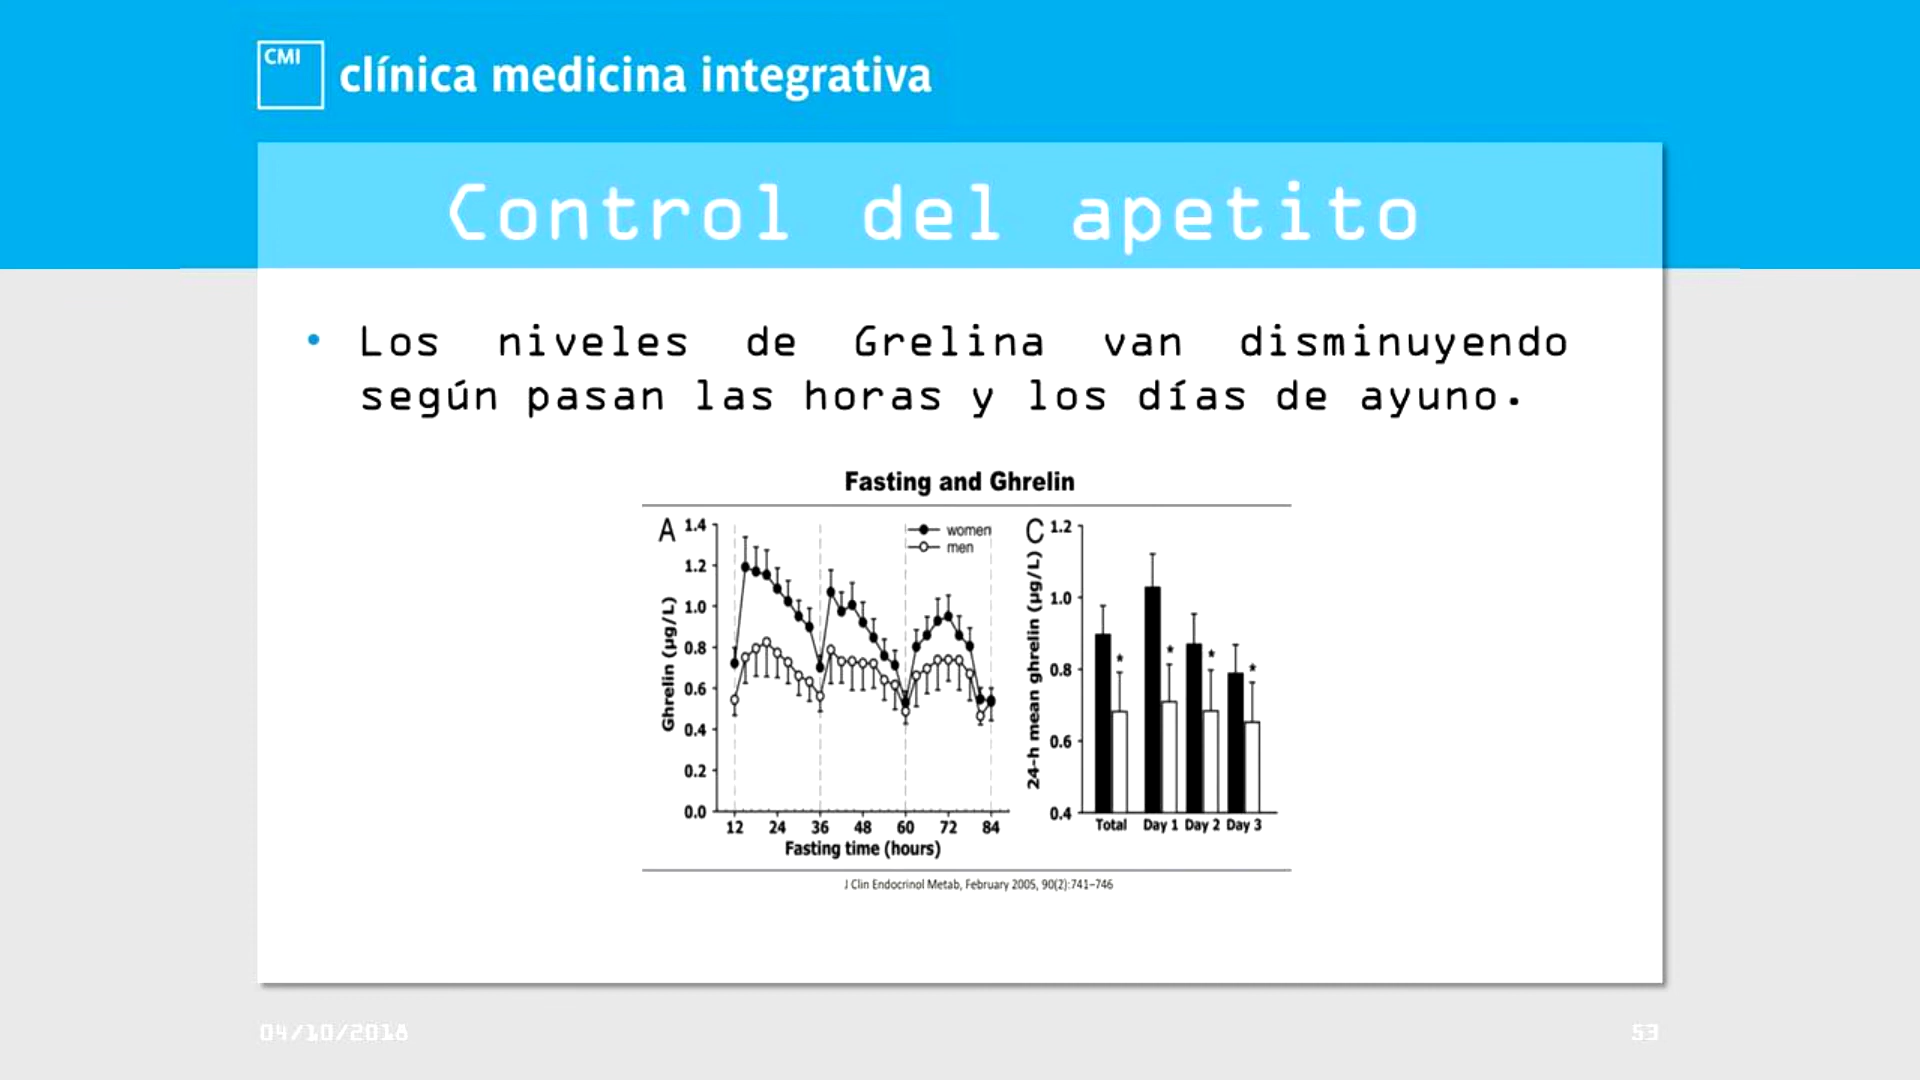 CMI
clínica medicina integrativa
Control del apetito
• Los niveles de Grelina van disminuyendo
según pasan las horas y los días de ayuno.
Fasting and Ghrelin
A
1.4
1.2
1.0
0.8
0.6
0.4
0.2
0.0
Ghrelin (µg/L)
women
men
12 24 36 48 60 72 84
Fasting time (hours)
C
1.2
1.0
0.8
0.6
0.4
24-h mean ghrelin (µg/L)
* * * *
Total Day 1 Day 2 Day 3
J Clin Endocrinol Metab, February 2005, 90(2):741–746
04/10/2018
53